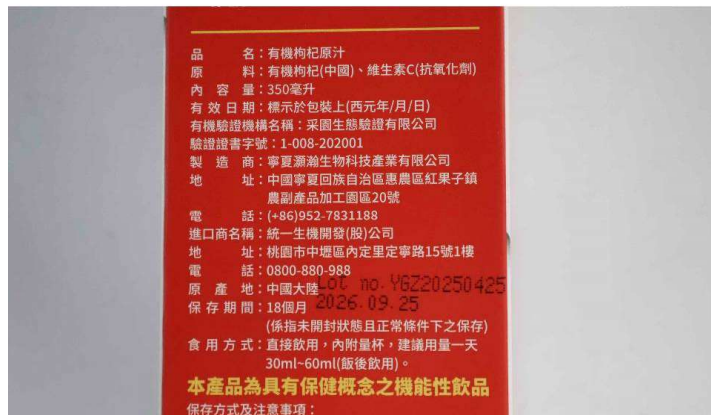 品名：有機枸杞原汁
原料：有機枸杞(中國)、維生素C(抗氧化劑)
內容量：350毫升
有效日期：標示於包裝上(西元年/月/日)
有機驗證機構名稱：采園生態驗證有限公司
驗證證書字號：1-008-202001
製造商：寧夏灝瀚生物科技產業有限公司
地址：中國寧夏回族自治區惠農區紅果子鎮
農副產品加工園區20號
電話：(+86)952-7831188
進口商名稱：統一生機開發(股)公司
地址：桃園市中壢區內定里定寧路15號1樓
電話：0800-880-988
原產地：中國大陸
Lot no.YGZ20250425
保存期間：18個月
2026.09.25
(係指未開封狀態且正常條件下之保存)
食用方式：直接飲用，內附量杯，建議用量一天
30ml~60ml(飯後飲用)。
本產品為具有保健概念之機能性飲品
保存方式及注意事項：